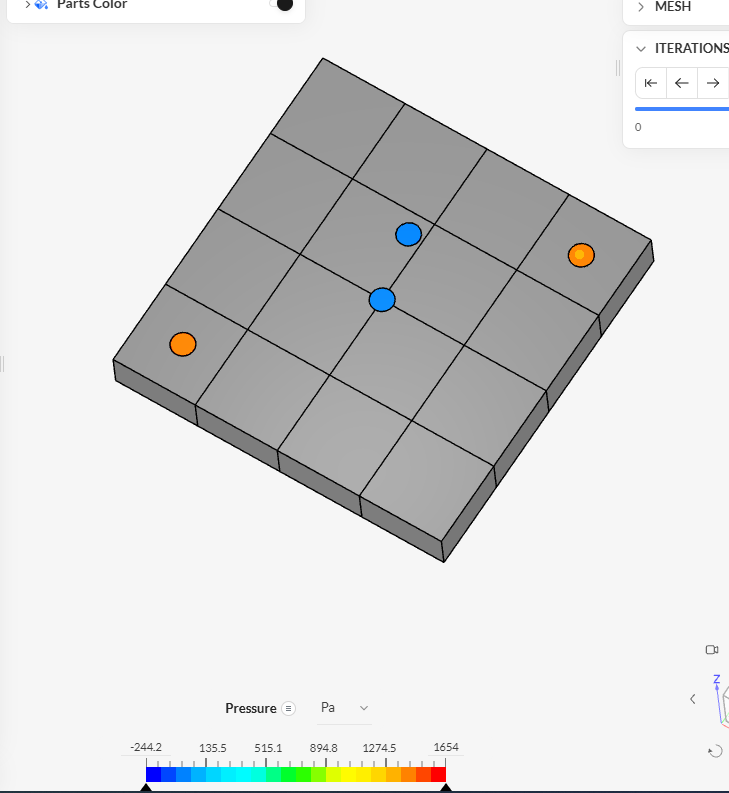 Parts Color
MESH
ITERATIONS
0
Z
Pressure
Pa
-244.2 135.5 515.1 894.8 1274.5 1654